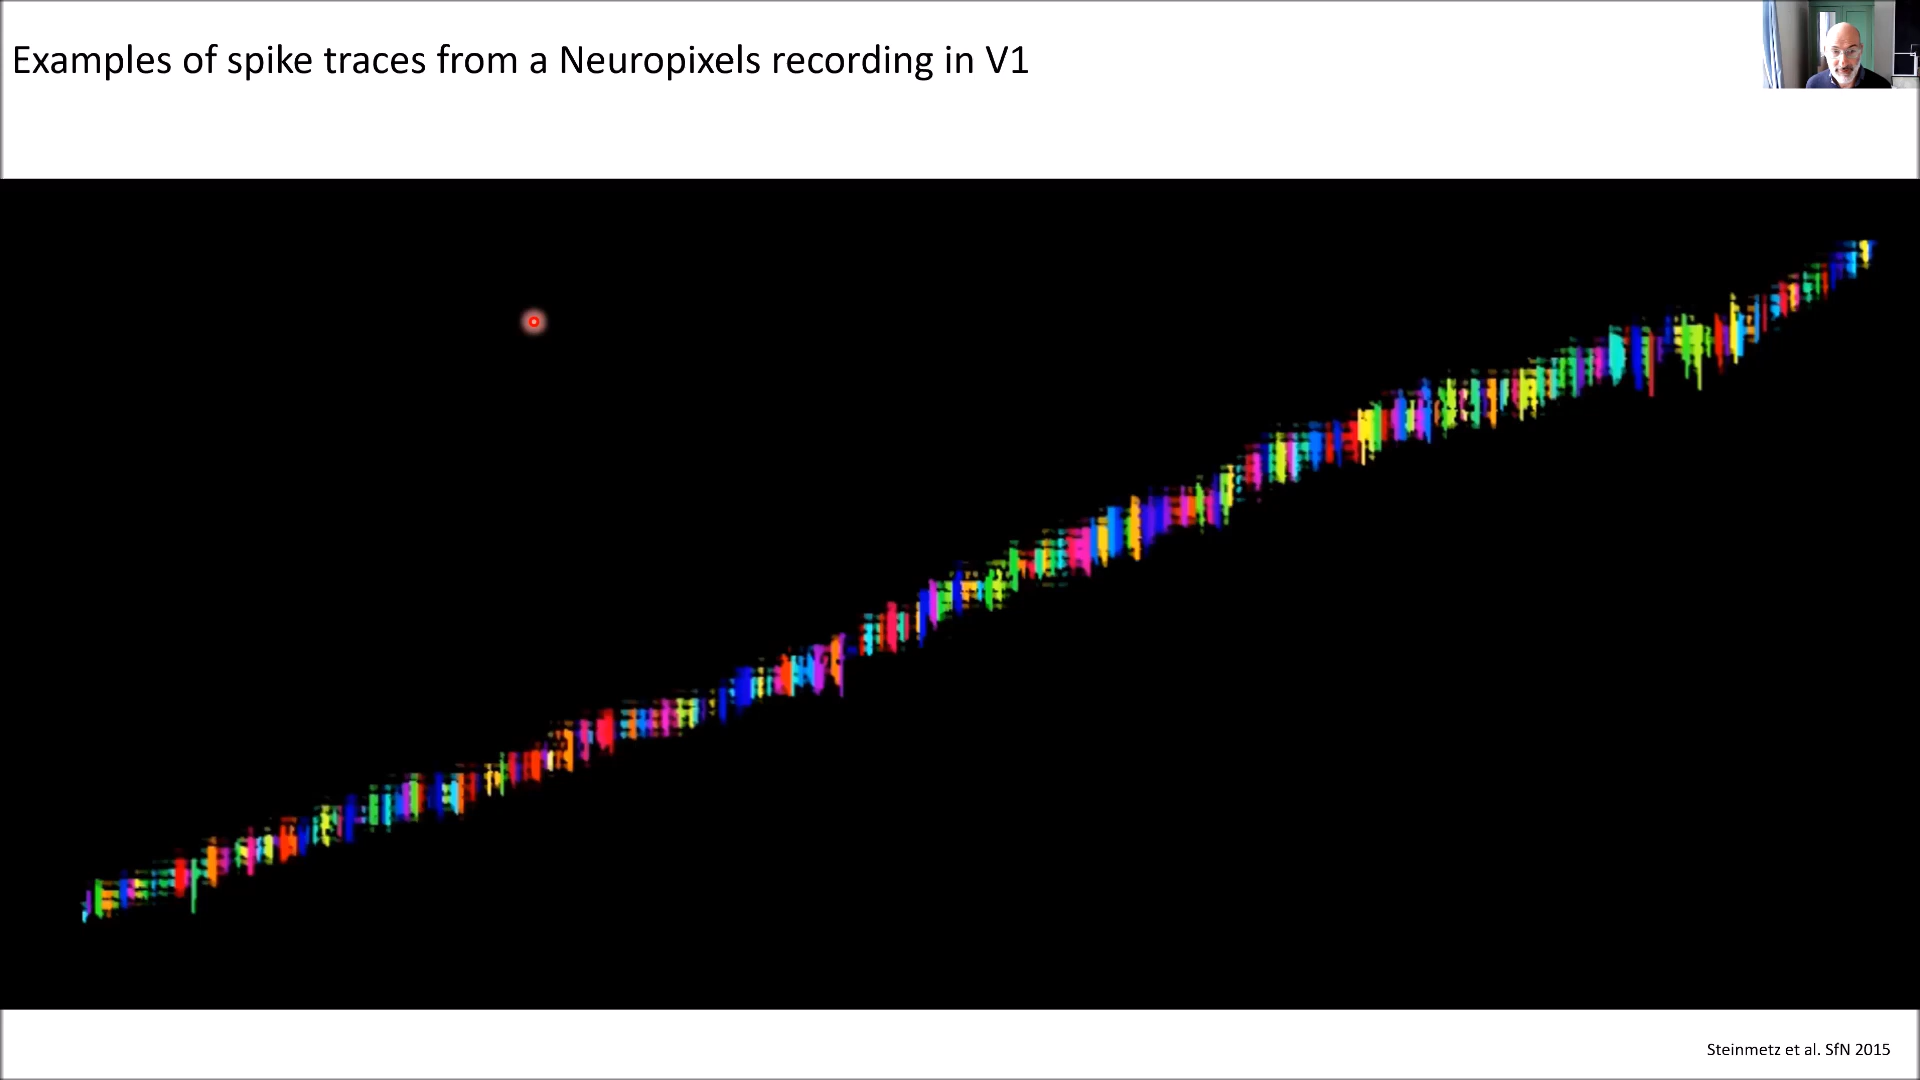 Examples of spike traces from a Neuropixels recording in V1
Steinmetz et al. SfN 2015